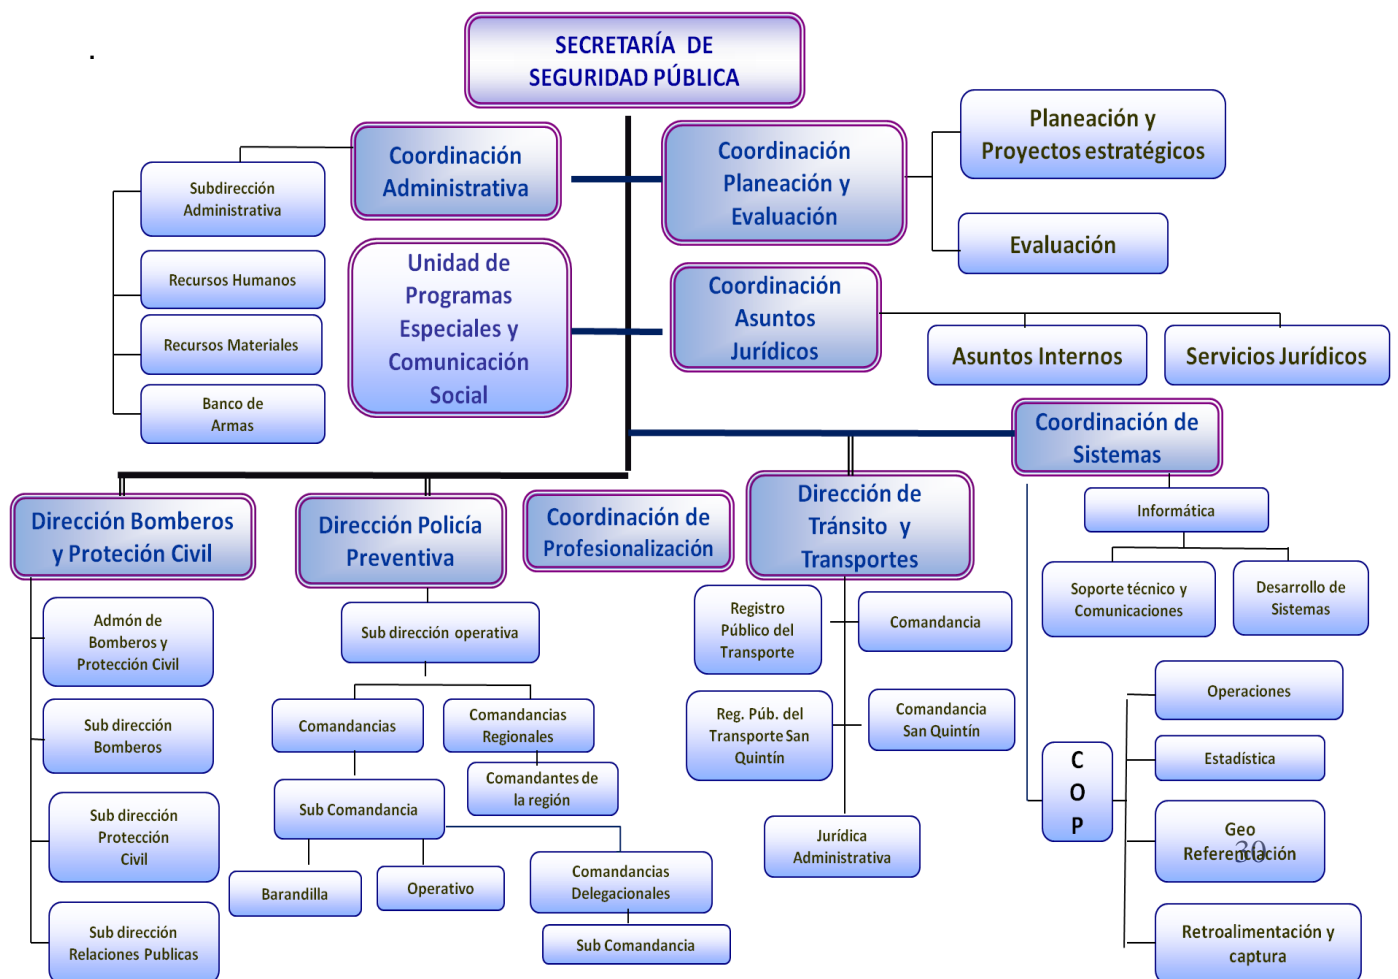 .
SECRETARÍA DE
SEGURIDAD PÚBLICA
Coordinación
Administrativa
Subdirección
Administrativa
Recursos Humanos
Recursos Materiales
Banco de
Armas
Unidad de
Programas
Especiales y
Comunicación
Social
Coordinación
Planeación y
Evaluación
Planeación y
Proyectos estratégicos
Evaluación
Coordinación
Asuntos
Jurídicos
Asuntos Internos
Servicios Jurídicos
Dirección Bomberos
y Proteción Civil
Admón de
Bomberos y
Protección Civil
Sub dirección
Bomberos
Sub dirección
Protección
Civil
Sub dirección
Relaciones Publicas
Dirección Policía
Preventiva
Sub dirección operativa
Comandancias
Comandancias
Regionales
Comandantes de
la región
Sub Comandancia
Barandilla
Operativo
Comandancias
Delegacionales
Sub Comandancia
Coordinación de
Profesionalización
Dirección de
Tránsito y
Transportes
Registro
Público del
Transporte
Comandancia
Reg. Púb. del
Transporte San
Quintín
Comandancia
San Quintín
Jurídica
Administrativa
Coordinación de
Sistemas
Informática
Soporte técnico y
Comunicaciones
Desarrollo de
Sistemas
C
O
P
Operaciones
Estadística
Geo
Referenciación
30
Retroalimentación y
captura